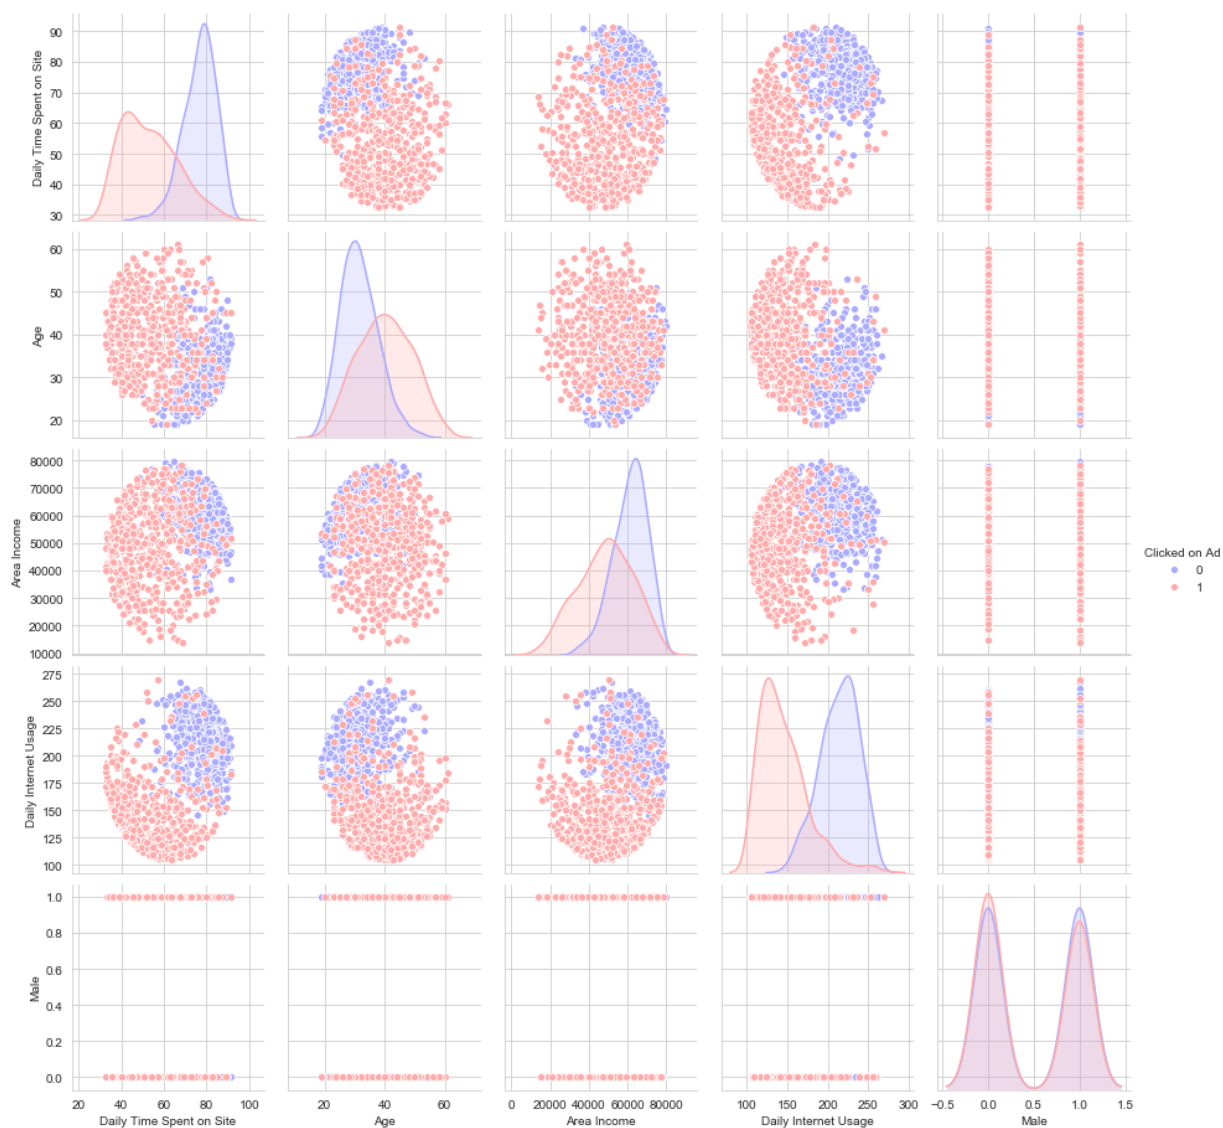 90
80
70
60
50
40
30
Daily Time Spent on Site
60
50
40
30
20
Age
80000
70000
60000
50000
40000
30000
20000
10000
Area Income
Clicked on Ad
0
1
275
250
225
200
175
150
125
100
Daily Internet Usage
1.0
0.8
0.6
0.4
0.2
0.0
Male
20 40 60 80 100
20 40 60
0 20000 40000 60000 80000
100 150 200 250 300
−0.5 0.0 0.5 1.0 1.5
Daily Time Spent on Site
Age
Area Income
Daily Internet Usage
Male